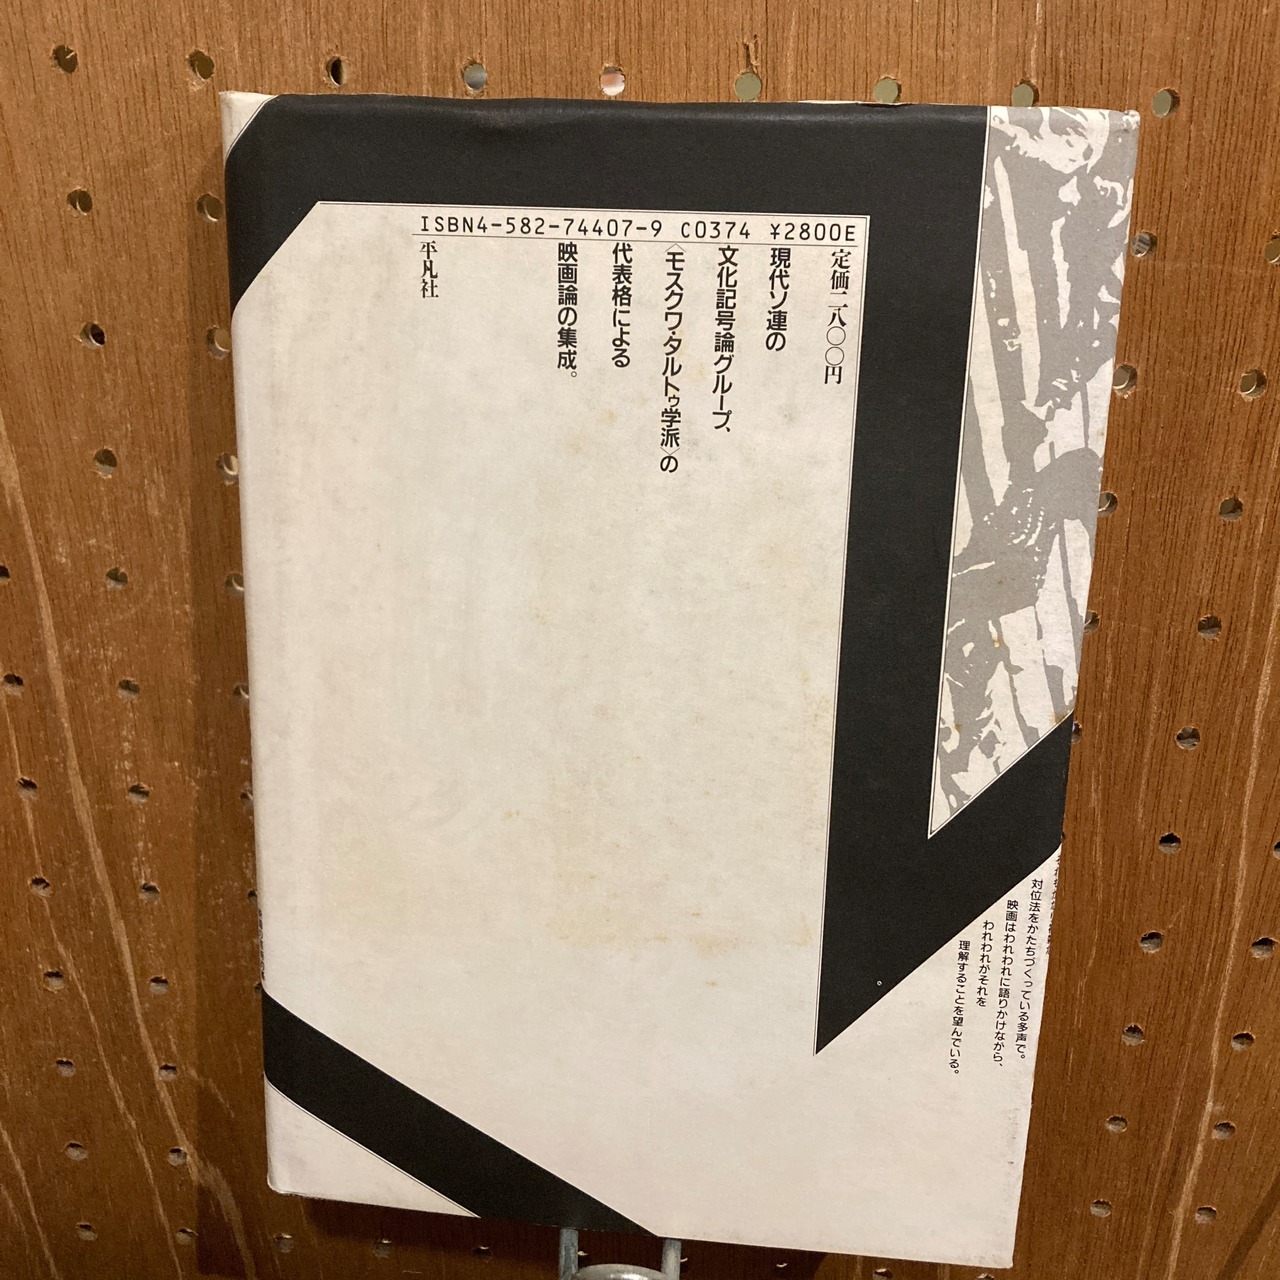 ISBN4-582-74407-9 C0374 ¥2800E
定価二八〇〇円
現代ソ連の
文化記号論グループ、
〈モスクワ・タルトゥ学派〉の
代表格による
映画論の集成。
平凡社
対位法をかたちづくっている多声で。
映画はわれわれに語りかけながら、
われわれがそれを
理解することを望んでいる。